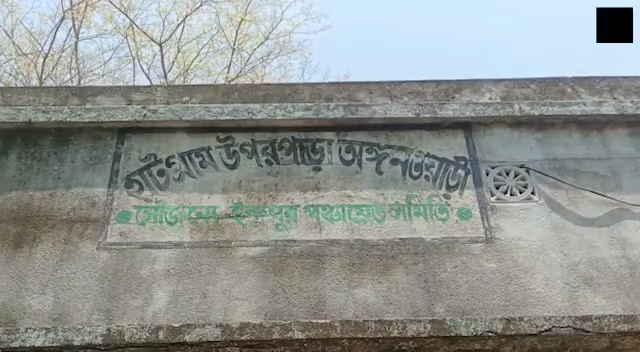 হাটগ্রাম উপরপাড়া অঙ্গনওয়াড়ী
সৌজন্যে ইন্দপুর পঞ্চায়েত সমিতি